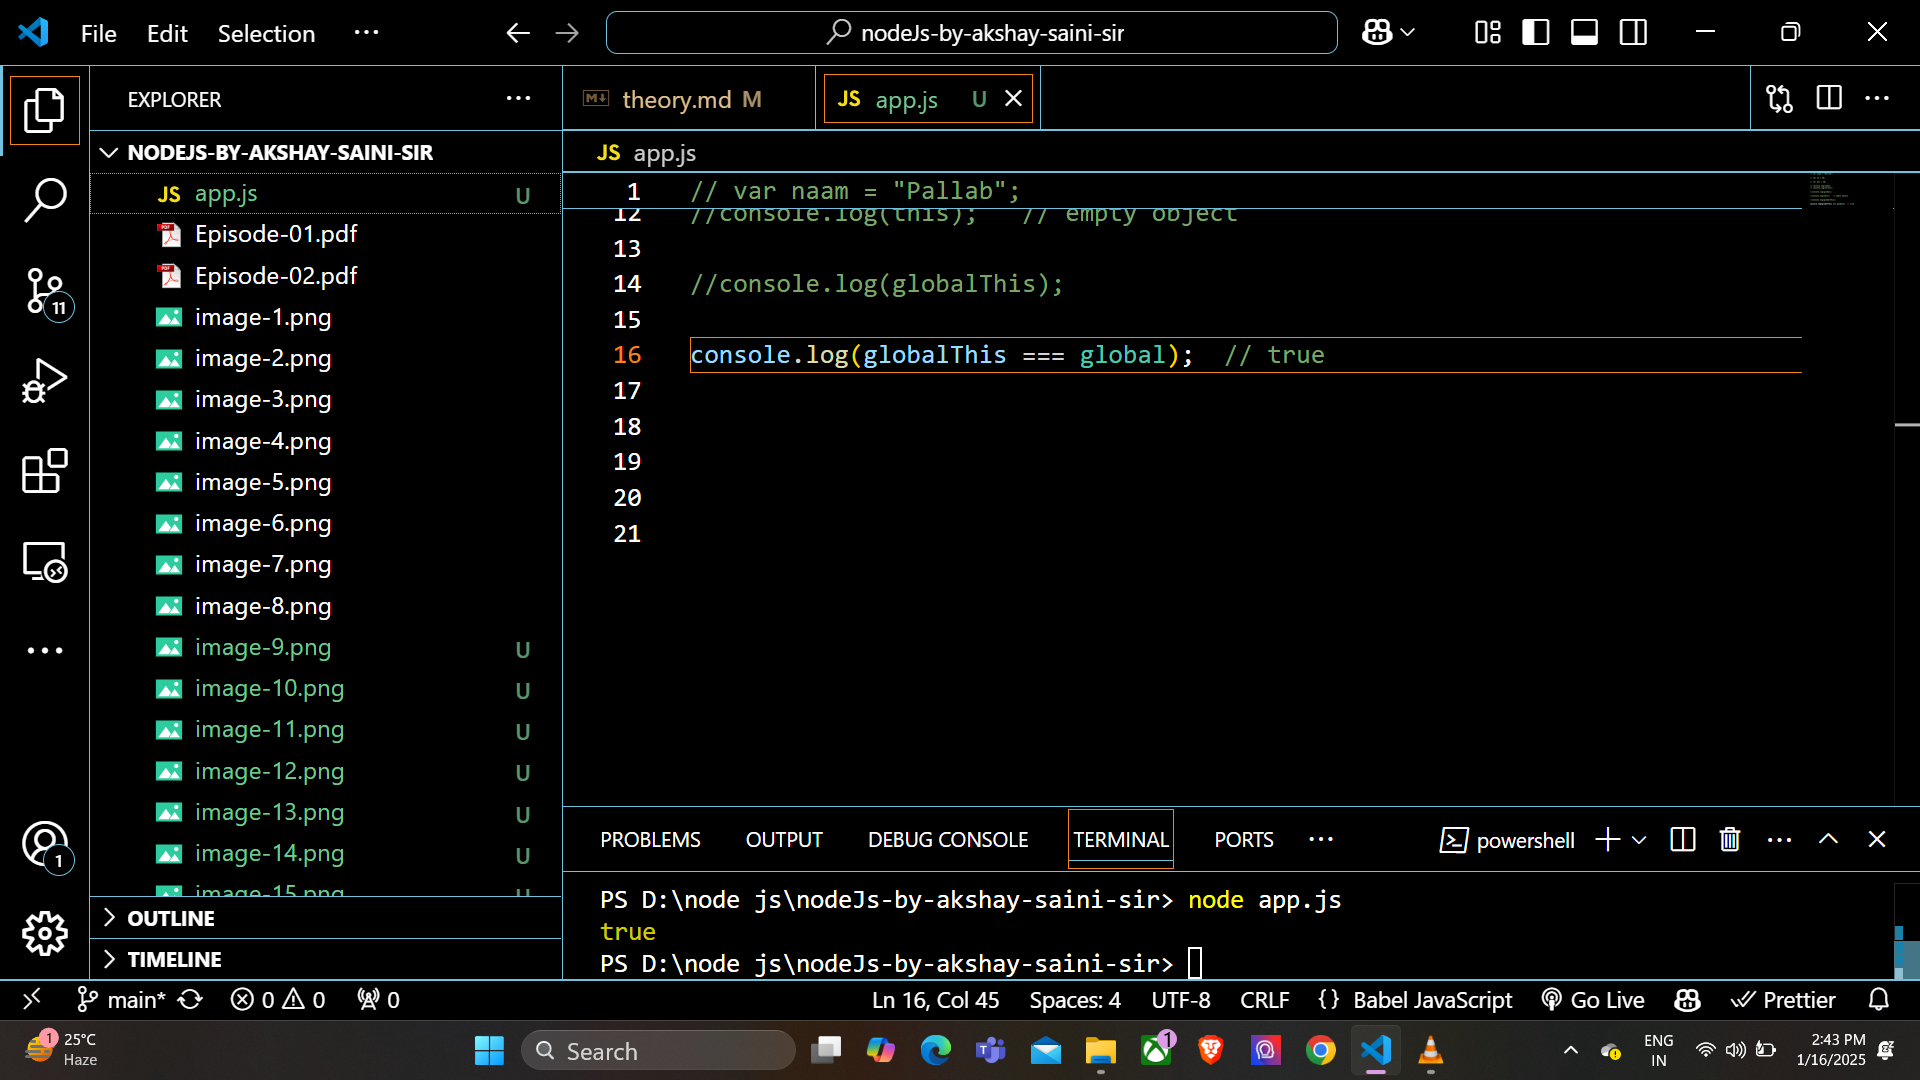 File Edit Selection ···
nodeJs-by-akshay-saini-sir
EXPLORER ···
NODEJS-BY-AKSHAY-SAINI-SIR
JS app.js U
Episode-01.pdf
Episode-02.pdf
image-1.png
image-2.png
image-3.png
image-4.png
image-5.png
image-6.png
image-7.png
image-8.png
image-9.png U
image-10.png U
image-11.png U
image-12.png U
image-13.png U
image-14.png U
image-15.png U
OUTLINE
TIMELINE
11
1
theory.md M
JS app.js U
JS app.js
1 // var naam = "Pallab";
12 //console.log(this);   // empty object
13
14 //console.log(globalThis);
15
16 console.log(globalThis === global);  // true
17
18
19
20
21
PROBLEMS OUTPUT DEBUG CONSOLE TERMINAL PORTS ··· powershell
PS D:\node js\nodeJs-by-akshay-saini-sir> node app.js
true
PS D:\node js\nodeJs-by-akshay-saini-sir>
main* 0 0 0 Ln 16, Col 45 Spaces: 4 UTF-8 CRLF {} Babel JavaScript Go Live Prettier
1 25°C
Haze
Search
1
ENG
IN
2:43 PM
1/16/2025